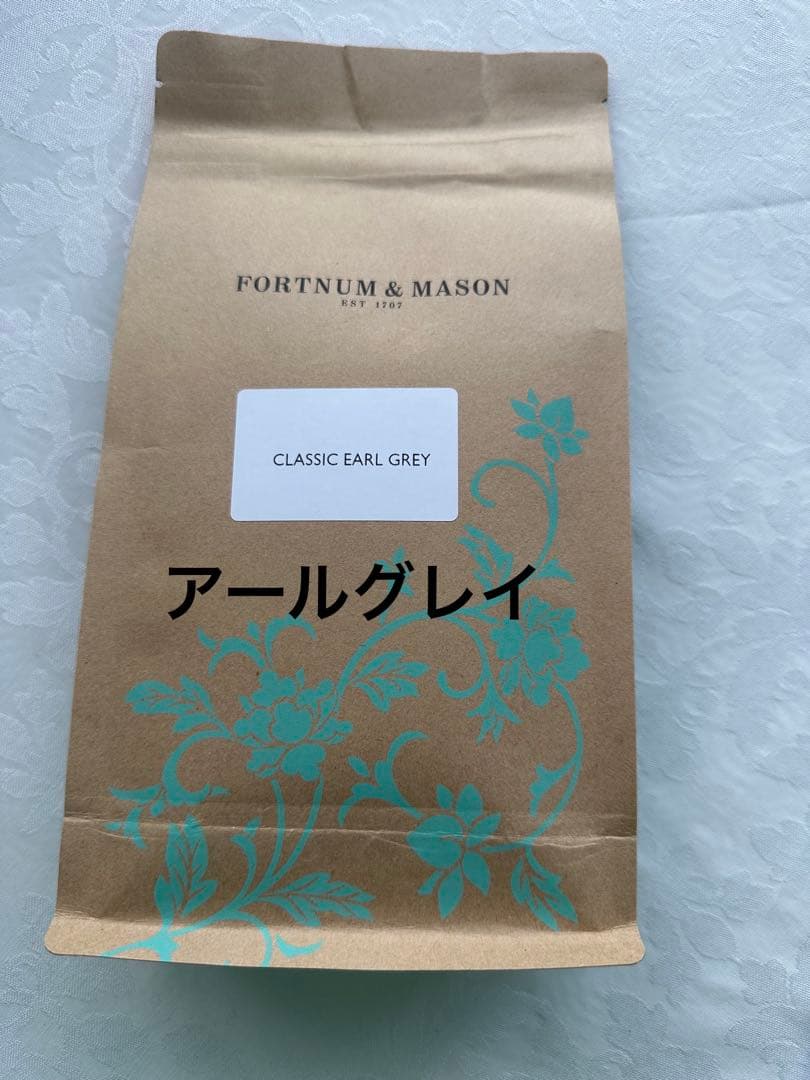 FORTNUM & MASON
EST 1707
CLASSIC EARL GREY
アールグレイ